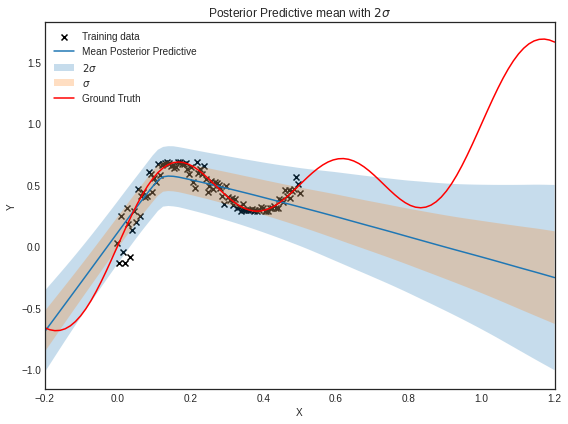 Posterior Predictive mean with 2σ
Training data
Mean Posterior Predictive
2σ
σ
Ground Truth
Y
1.5
1.0
0.5
0.0
−0.5
−1.0
−0.2 0.0 0.2 0.4 0.6 0.8 1.0 1.2
X